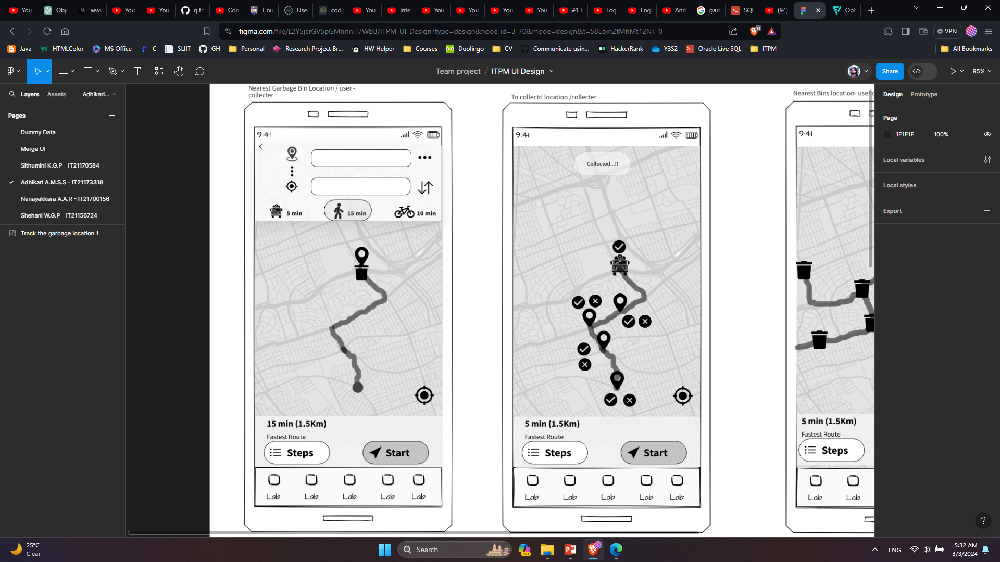 You
Obj
www
You
You
gith
Con
Cou
Use
cod
You
Inte
You
You
You
You
#1 F
Logi
Logi
And
garl
SQL
(94)
Opt
figma.com/file/L2YSjcrGV5pGMnrInH7WbB/ITPM-UI-Design?type=design&node-id=3-70&mode=design&t=58EoinZtMhMt12NT-0
14
VPN
Java
HTMLColor
MS Office
C
SLIIT
GH
Personal
Research Project Br...
HW Helper
Courses
Duolingo
CV
Communicate usin...
HackerRank
Y3S2
Oracle Live SQL
ITPM
All Bookmarks
Team project / ITPM UI Design
Share
95%
Layers
Assets
Adhikari...
Pages
Dummy Data
Merge UI
Sithumini K.G.P - IT21170584
Adhikari A.M.S.S - IT21173318
Nanayakkara A.A.R - IT21700156
Shehani W.G.P - IT21156724
Track the garbage location 1
Nearest Garbage Bin Location / user -
collecter
9:41
5 min
15 min
10 min
15 min (1.5Km)
Fastest Route
Steps
Start
Lab
Lab
Lab
Lab
Lab
To collectd location /collecter
9:41
Collected...!!
5 min (1.5Km)
Fastest Route
Steps
Start
Lab
Lab
Lab
Lab
Lab
Nearest Bins location- user
9:41
5 min (1.5Km)
Fastest Route
Steps
Lab
Lab
Design
Prototype
Page
1E1E1E
100%
Local variables
Local styles
Export
?
25°C
Clear
Search
PRE
ENG
5:32 AM
3/3/2024